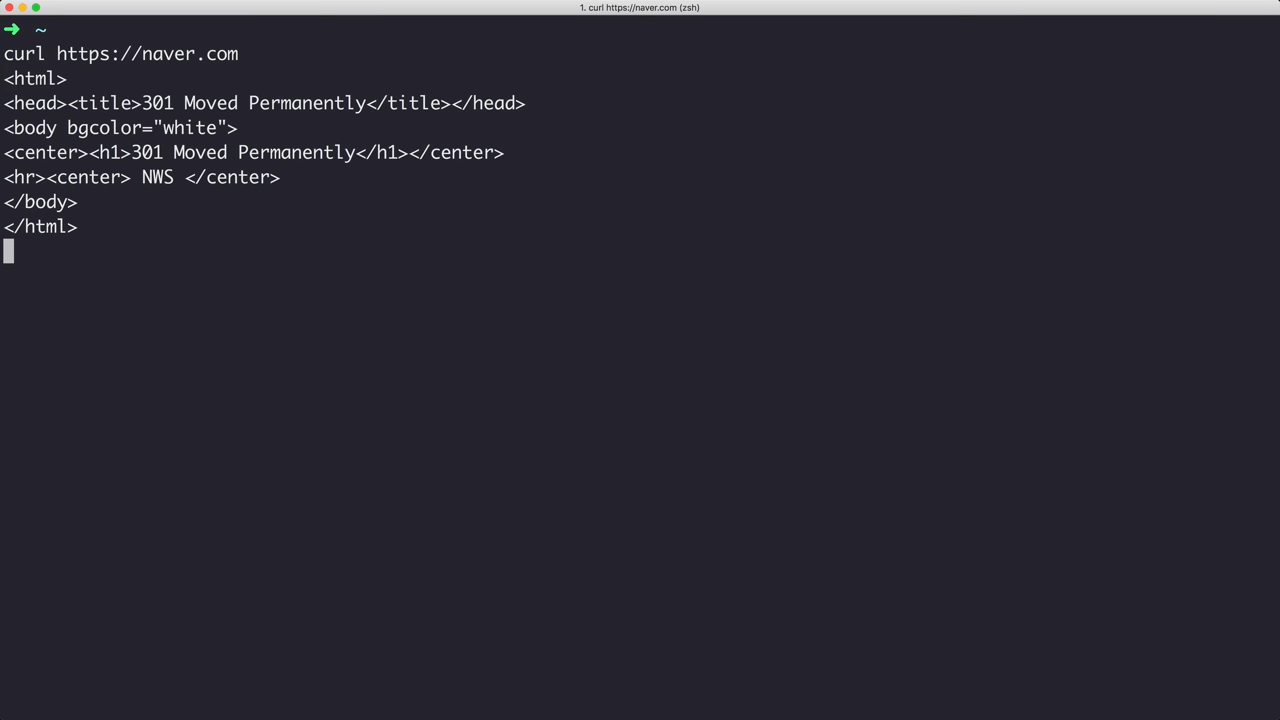 1. curl https://naver.com (zsh)
➜ ~
curl https://naver.com
<html>
<head><title>301 Moved Permanently</title></head>
<body bgcolor="white">
<center><h1>301 Moved Permanently</h1></center>
<hr><center> NWS </center>
</body>
</html>